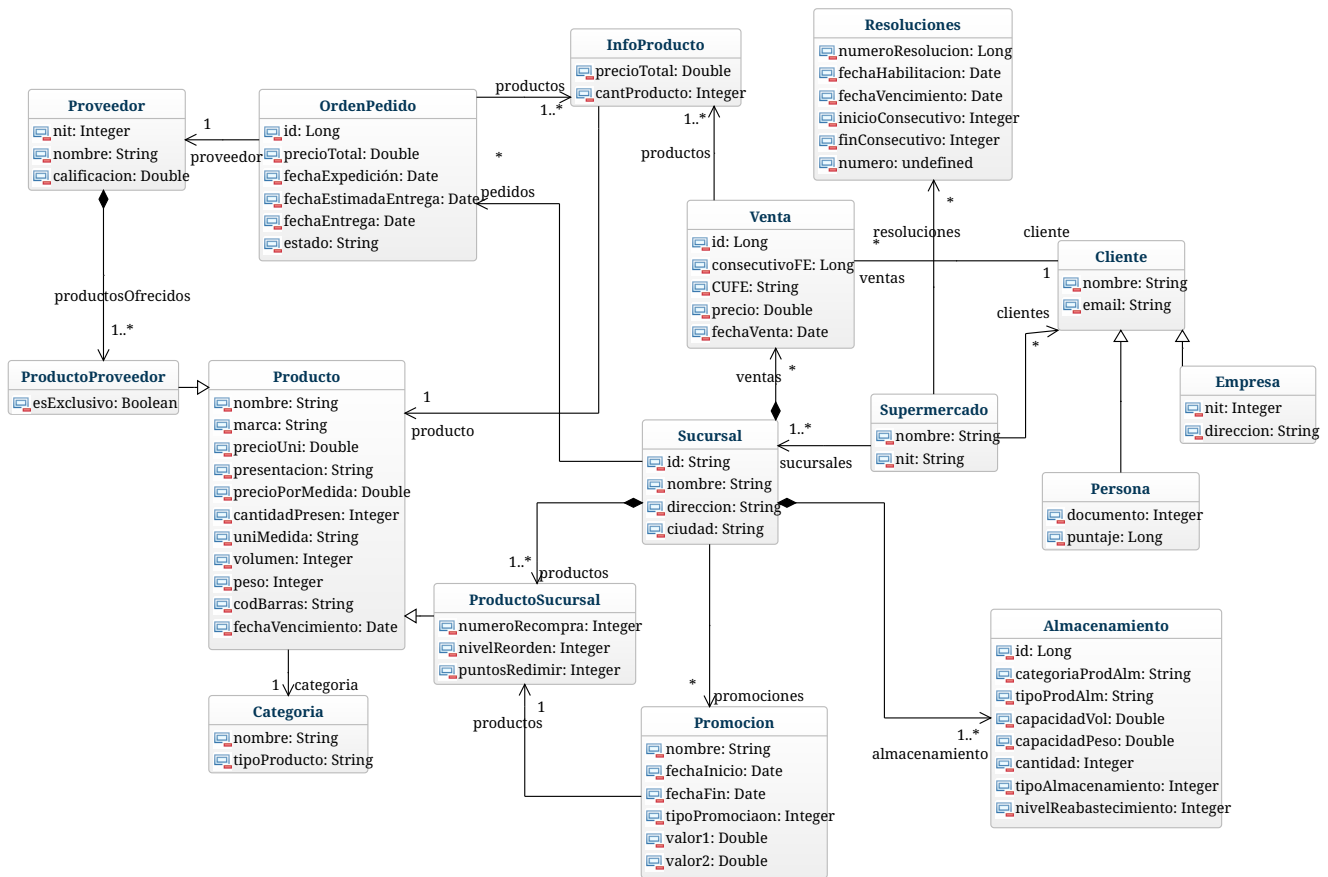 Resoluciones
numeroResolucion: Long
fechaHabilitacion: Date
fechaVencimiento: Date
inicioConsecutivo: Integer
finConsecutivo: Integer
numero: undefined
InfoProducto
precioTotal: Double
cantProducto: Integer
productos
1..*
Proveedor
nit: Integer
nombre: String
calificacion: Double
1
proveedor
OrdenPedido
id: Long
precioTotal: Double
fechaExpedición: Date
fechaEstimadaEntrega: Date
fechaEntrega: Date
estado: String
*
pedidos
1..*
productos
Venta
id: Long
consecutivoFE: Long
CUFE: String
precio: Double
fechaVenta: Date
*
resoluciones
*
ventas
cliente
1
Cliente
nombre: String
email: String
clientes
*
productosOfrecidos
1..*
ProductoProveedor
esExclusivo: Boolean
Producto
nombre: String
marca: String
precioUni: Double
presentacion: String
precioPorMedida: Double
cantidadPresen: Integer
uniMedida: String
volumen: Integer
peso: Integer
codBarras: String
fechaVencimiento: Date
1
producto
ventas
*
Sucursal
id: String
nombre: String
direccion: String
ciudad: String
1..*
sucursales
Supermercado
nombre: String
nit: String
Empresa
nit: Integer
direccion: String
Persona
documento: Integer
puntaje: Long
1..*
productos
ProductoSucursal
numeroRecompra: Integer
nivelReorden: Integer
puntosRedimir: Integer
1
categoria
Categoria
nombre: String
tipoProducto: String
1
productos
*
promociones
Promocion
nombre: String
fechaInicio: Date
fechaFin: Date
tipoPromociaon: Integer
valor1: Double
valor2: Double
1..*
almacenamiento
Almacenamiento
id: Long
categoriaProdAlm: String
tipoProdAlm: String
capacidadVol: Double
capacidadPeso: Double
cantidad: Integer
tipoAlmacenamiento: Integer
nivelReabastecimiento: Integer